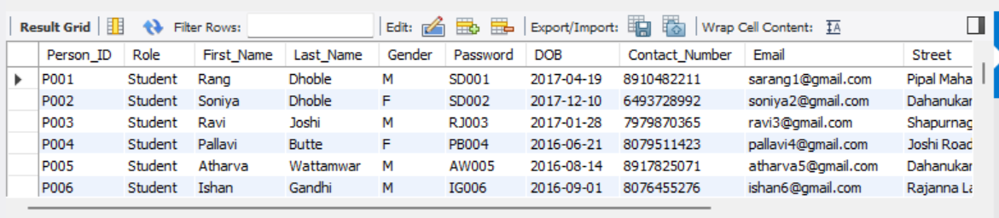 Result Grid Filter Rows: Edit: Export/Import: Wrap Cell Content: IA
Person_ID Role First_Name Last_Name Gender Password DOB Contact_Number Email Street
P001 Student Rang Dhoble M SD001 2017-04-19 8910482211 sarang1@gmail.com Pipal Maha
P002 Student Soniya Dhoble F SD002 2017-12-10 6493728992 soniya2@gmail.com Dahanukar
P003 Student Ravi Joshi M RJ003 2017-01-28 7979870365 ravi3@gmail.com Shapurnag
P004 Student Pallavi Butte F PB004 2016-06-21 8079511423 pallavi4@gmail.com Joshi Road
P005 Student Atharva Wattamwar M AW005 2016-08-14 8917825071 atharva5@gmail.com Dahanukar
P006 Student Ishan Gandhi M IG006 2016-09-01 8076455276 ishan6@gmail.com Rajanna La